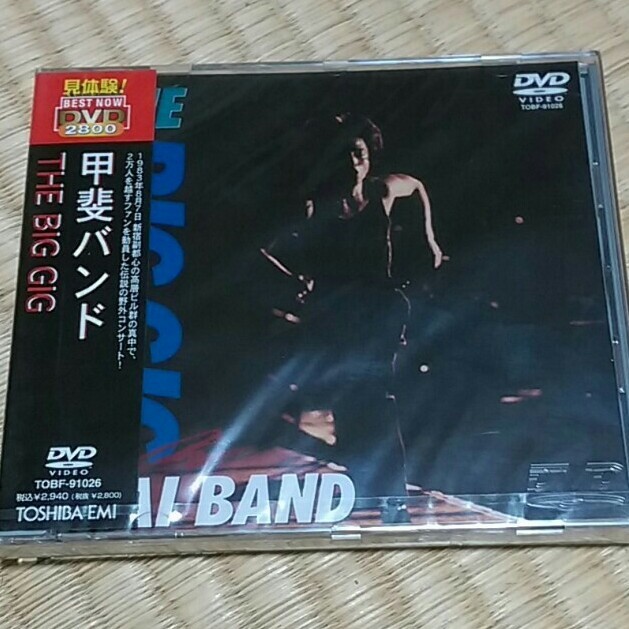 見体験!
BEST NOW
DVD
2800
甲斐バンド
THE BIG GIG
1983年8月7日 新宿副都心の高層ビル群の真中で、
2万人を越すファンを動員した伝説の野外コンサート!
DVD
VIDEO
TOBF-91026
税込¥2,940 (税抜¥2,800)
TOSHIBA EMI
DVD
VIDEO
TOBF-91026
E
BIG GIG
AI BAND